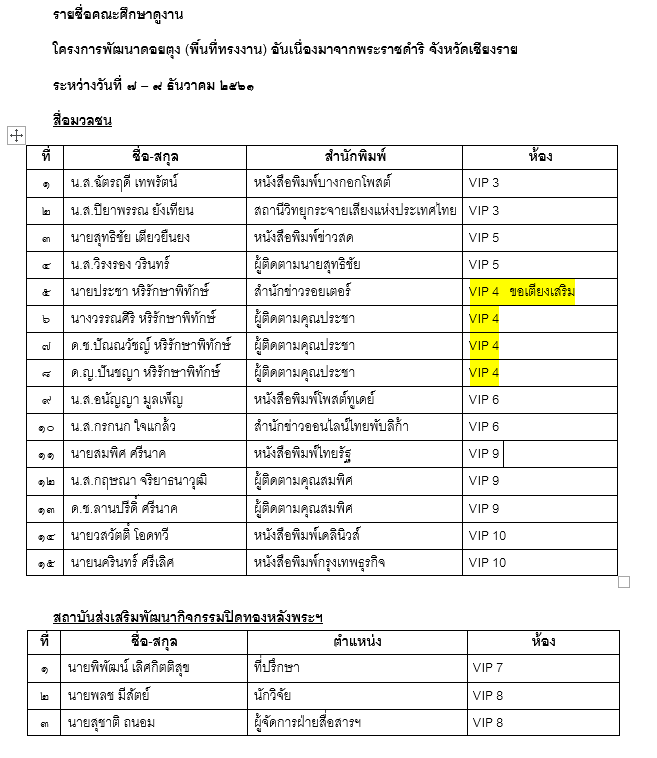 รายชื่อคณะศึกษาดูงาน
โครงการพัฒนาดอยตุง (พื้นที่ทรงงาน) อันเนื่องมาจากพระราชดำริ จังหวัดเชียงราย
ระหว่างวันที่ ๗ – ๙ ธันวาคม ๒๕๖๑
สื่อมวลชน
ที่ ชื่อ-สกุล สำนักพิมพ์ ห้อง
๑ น.ส.ฉัตรฤดี เทพรัตน์ หนังสือพิมพ์บางกอกโพสต์ VIP 3
๒ น.ส.ปิยาพรรณ ยังเทียน สถานีวิทยุกระจายเสียงแห่งประเทศไทย VIP 3
๓ นายสุทธิชัย เตียวยืนยง หนังสือพิมพ์ข่าวสด VIP 5
๔ น.ส.วิรงรอง วรินทร์ ผู้ติดตามนายสุทธิชัย VIP 5
๕ นายประชา หริรักษาพิทักษ์ สำนักข่าวรอยเตอร์ VIP 4 ขอเตียงเสริม
๖ นางวรรณศิริ หริรักษาพิทักษ์ ผู้ติดตามคุณประชา VIP 4
๗ ด.ช.ปัณณวัชญ์ หริรักษาพิทักษ์ ผู้ติดตามคุณประชา VIP 4
๘ ด.ญ.ปันชญา หริรักษาพิทักษ์ ผู้ติดตามคุณประชา VIP 4
๙ น.ส.อนัญญา มูลเพ็ญ หนังสือพิมพ์โพสต์ทูเดย์ VIP 6
๑๐ น.ส.กรกนก ใจแกล้ว สำนักข่าวออนไลน์ไทยพับลิก้า VIP 6
๑๑ นายสมพิศ ศรีนาค หนังสือพิมพ์ไทยรัฐ VIP 9
๑๒ น.ส.กฤษณา จริยาธนาวุฒิ ผู้ติดตามคุณสมพิศ VIP 9
๑๓ ด.ช.ลานปรีดิ์ ศรีนาค ผู้ติดตามคุณสมพิศ VIP 9
๑๔ นายวสวัตติ์ โอดทวี หนังสือพิมพ์เดลินิวส์ VIP 10
๑๕ นายนครินทร์ ศรีเลิศ หนังสือพิมพ์กรุงเทพธุรกิจ VIP 10
สถาบันส่งเสริมพัฒนากิจกรรมปิดทองหลังพระฯ
ที่ ชื่อ-สกุล ตำแหน่ง ห้อง
๑ นายพิพัฒน์ เลิศกิตติสุข ที่ปรึกษา VIP 7
๒ นายพลช มีสัตย์ นักวิจัย VIP 8
๓ นายสุชาติ ถนอม ผู้จัดการฝ่ายสื่อสารฯ VIP 8